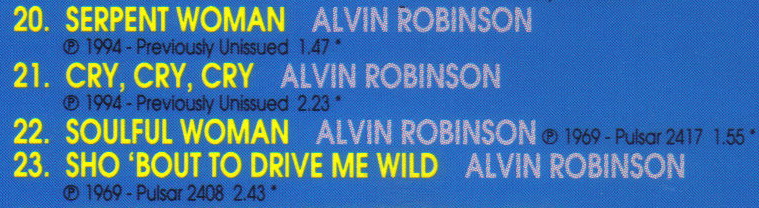 20. SERPENT WOMAN ALVIN ROBINSON
℗ 1994 - Previously Unissued 1.47 *
21. CRY, CRY, CRY ALVIN ROBINSON
℗ 1994 - Previously Unissued 2.23 *
22. SOULFUL WOMAN ALVIN ROBINSON ℗ 1969 - Pulsar 2417 1.55 *
23. SHO ‘BOUT TO DRIVE ME WILD ALVIN ROBINSON
℗ 1969 - Pulsar 2408 2.43 *